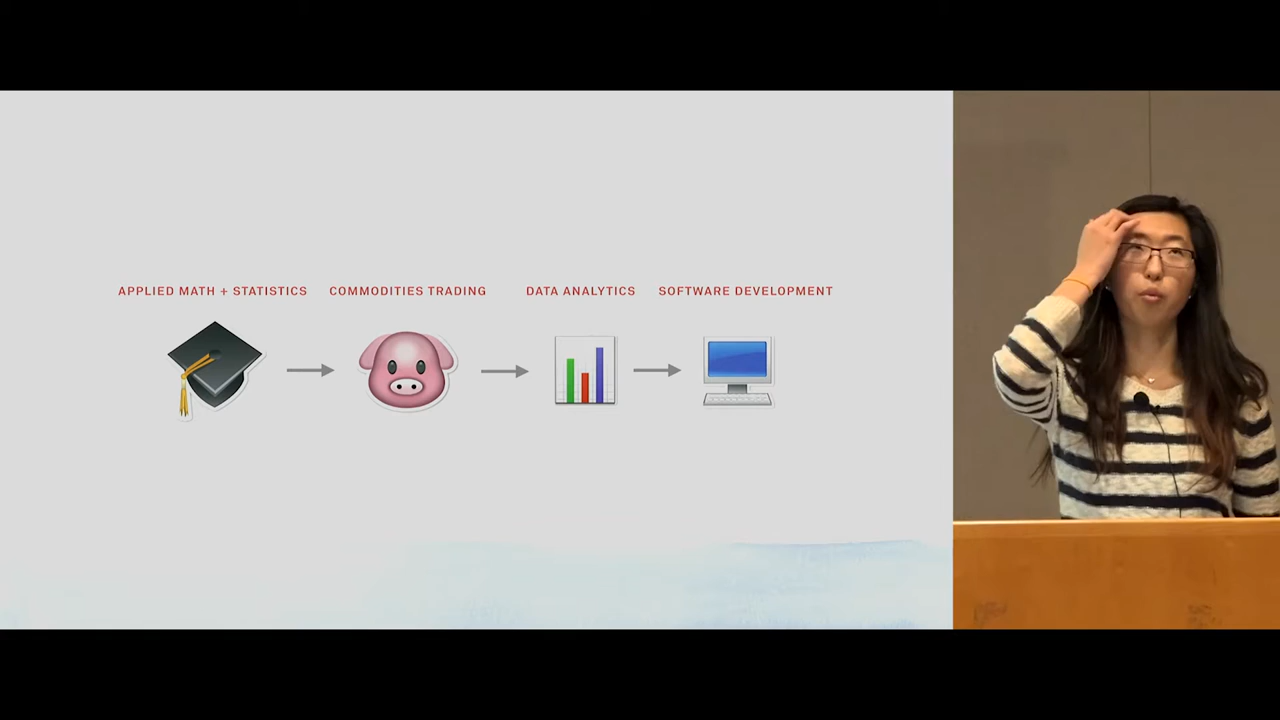 APPLIED MATH + STATISTICS
COMMODITIES TRADING
DATA ANALYTICS
SOFTWARE DEVELOPMENT